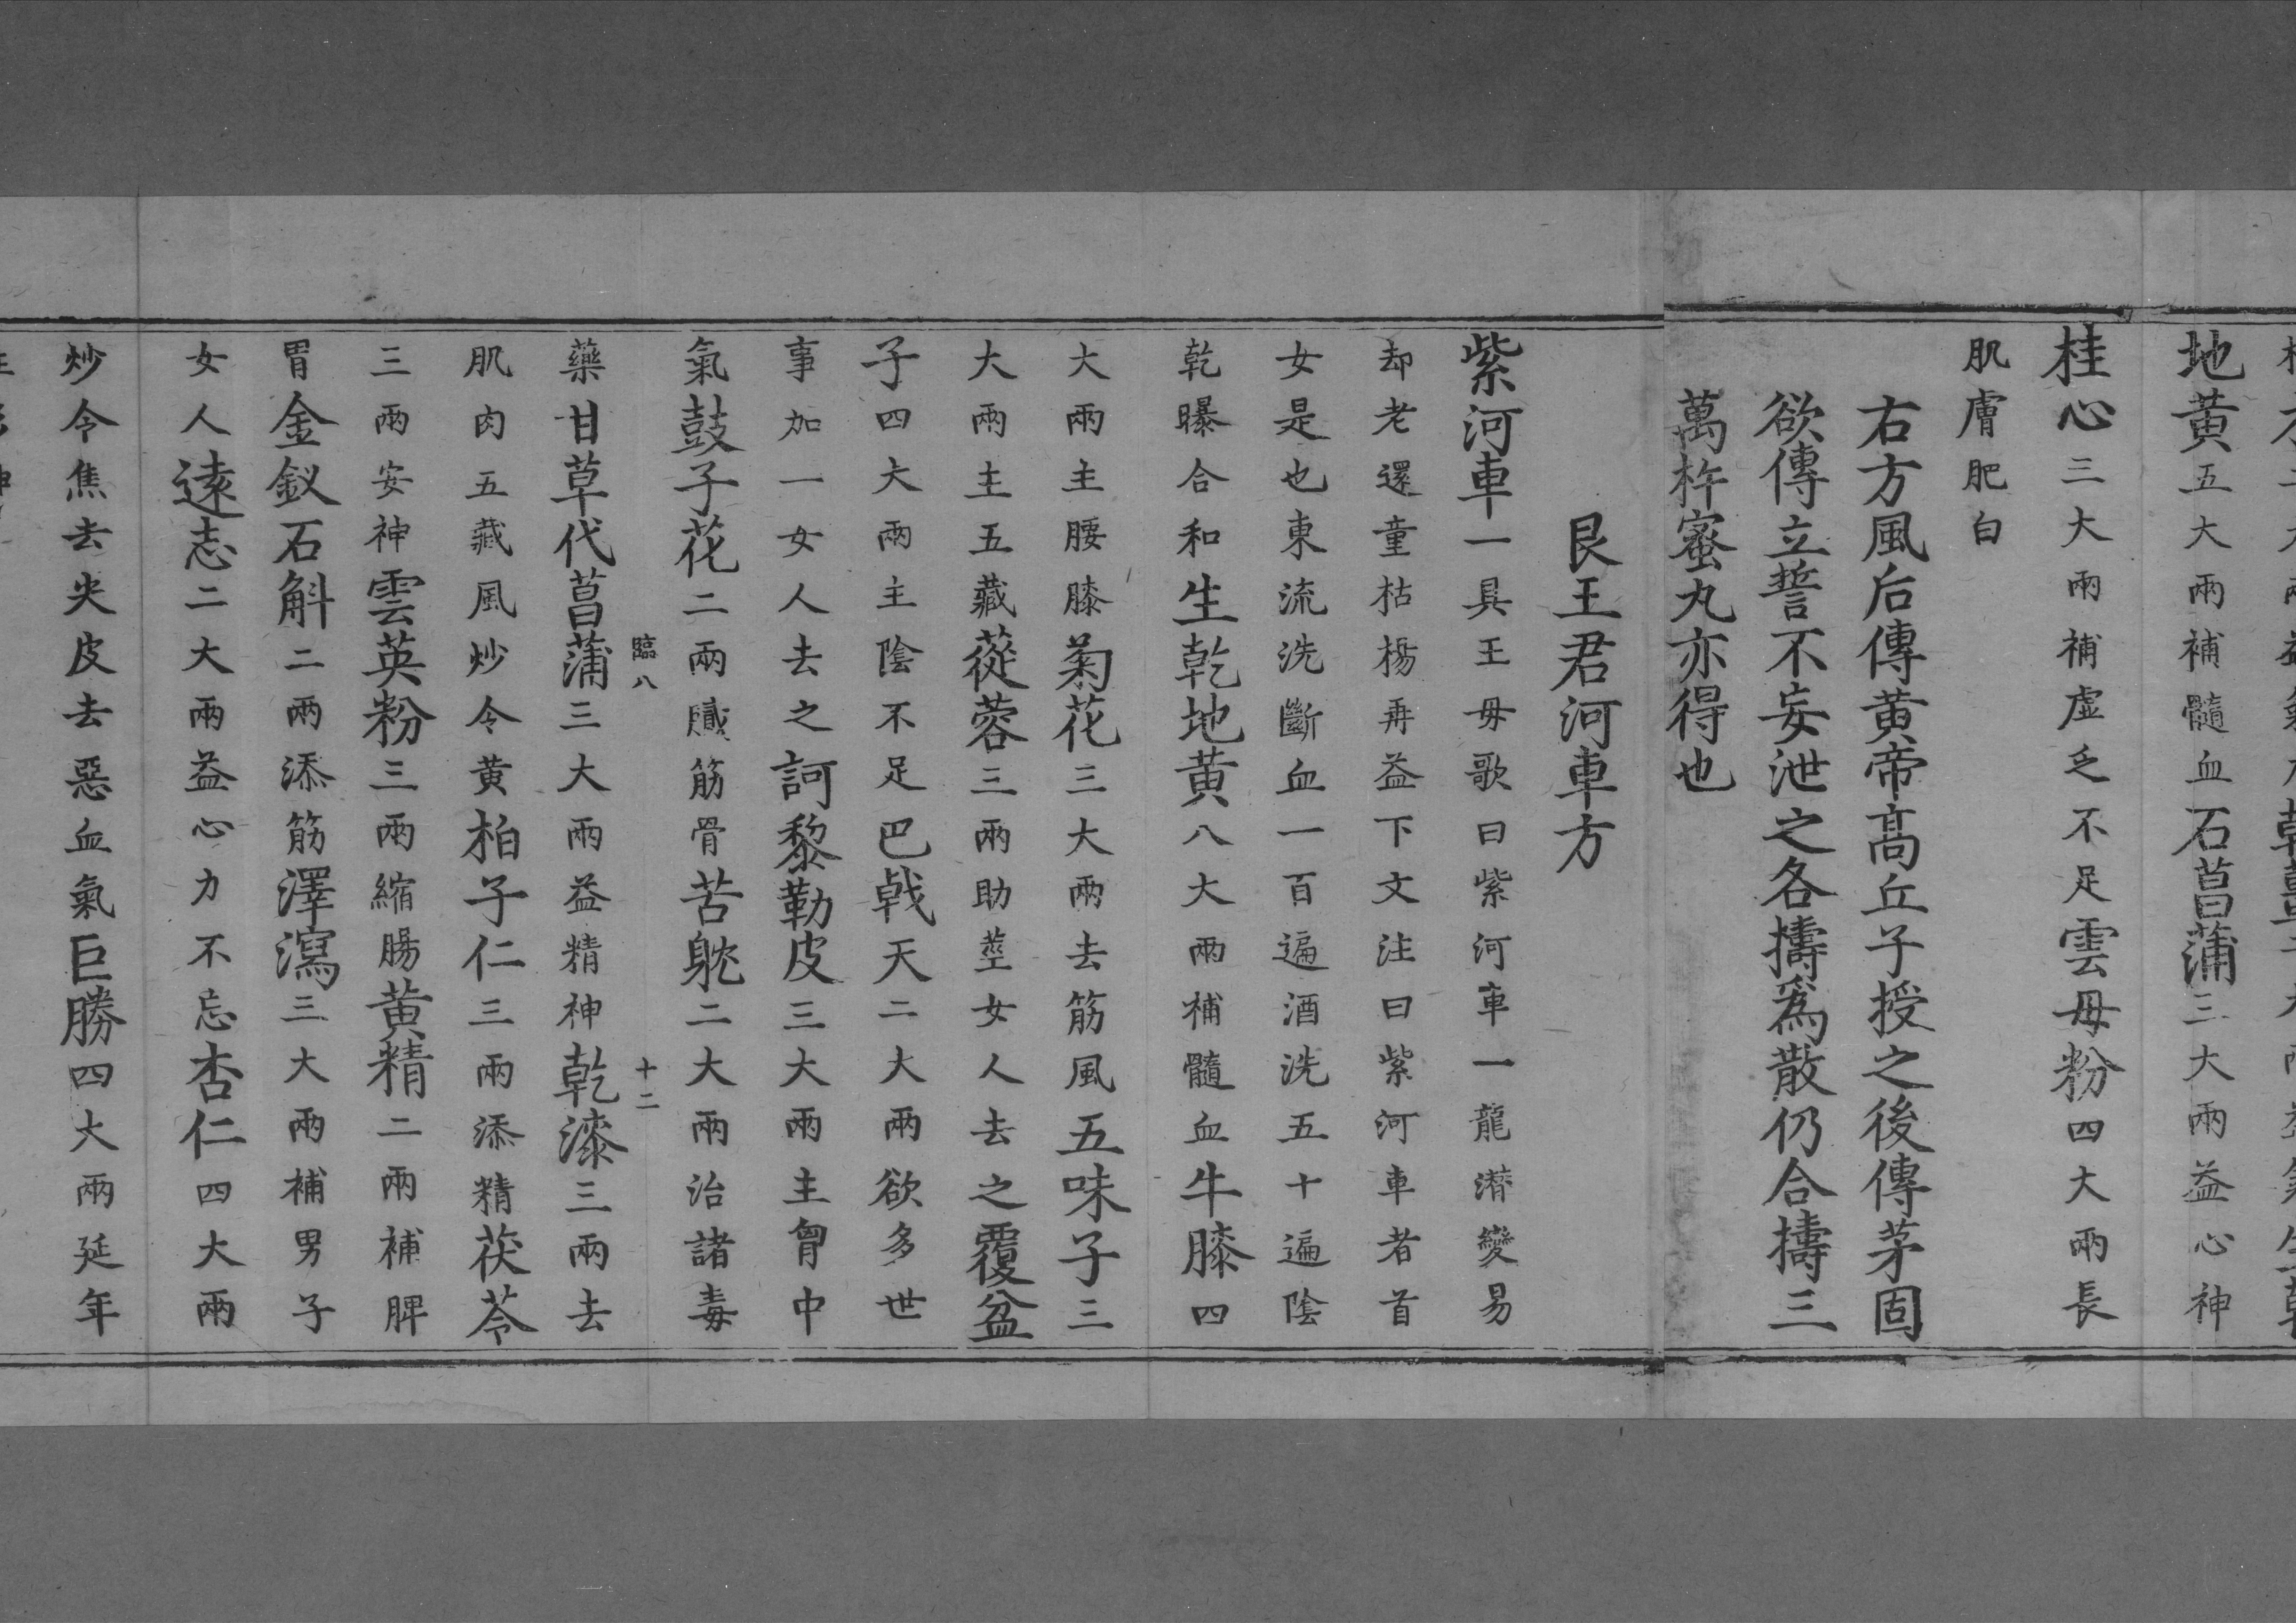 地黄五大兩補髓血石菖蒲三大兩益心神
桂心三大兩補虛乏不足雲母粉四大兩長
肌膚肥白
右方風后傳黄帝髙丘子授之後傳茅固
欲傳立誓不妄泄之各擣爲散仍合擣三
萬杵蜜丸亦得也
艮王君河車方
紫河車一具王母歌曰紫河車一龍潛變易
却老還童枯楊再益下文注曰紫河車者首
女是也東流洗斷血一百遍酒洗五十遍陰
乾曝合和生乾地黄八大兩補髓血牛膝四
大兩主腰膝菊花三大兩去筋風五味子三
大兩主五藏蓯蓉三兩助莖女人去之覆盆
子四大兩主陰不足巴戟天二大兩欲多世
事加一女人去之訶黎勒皮三大兩主胷中
氣鼓子花二兩膱筋骨苦躭二大兩治諸毒
臨八 十二
藥甘草代菖蒲三大兩益精神乾漆三兩去
肌肉五藏風炒令黄柏子仁三兩添精茯苓
三兩安神雲英粉三兩縮腸黄精二兩補脾
胃金釵石斛二兩添筋澤瀉三大兩補男子
女人遠志二大兩益心力不忘杏仁四大兩
炒令焦去尖皮去惡血氣巨勝四大兩延年